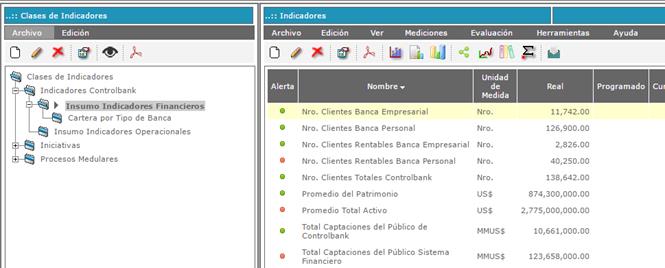 ..:: Clases de Indicadores
Archivo Edición
Clases de Indicadores
Indicadores Controlbank
Insumo Indicadores Financieros
Cartera por Tipo de Banca
Insumo Indicadores Operacionales
Iniciativas
Procesos Medulares
..:: Indicadores
Archivo Edición Ver Mediciones Evaluación Herramientas Ayuda
Alerta Nombre Unidad de Medida Real Programado Cur
Nro. Clientes Banca Empresarial Nro. 11,742.00
Nro. Clientes Banca Personal Nro. 126,900.00
Nro. Clientes Rentables Banca Empresarial Nro. 2,826.00
Nro. Clientes Rentables Banca Personal Nro. 40,250.00
Nro. Clientes Totales Controlbank Nro. 138,642.00
Promedio del Patrimonio US$ 874,300,000.00
Promedio Total Activo US$ 2,775,000,000.00
Total Captaciones del Público de
Controlbank MMUS$ 10,661,000.00
Total Captaciones del Público Sistema
Financiero MMUS$ 123,658,000.00